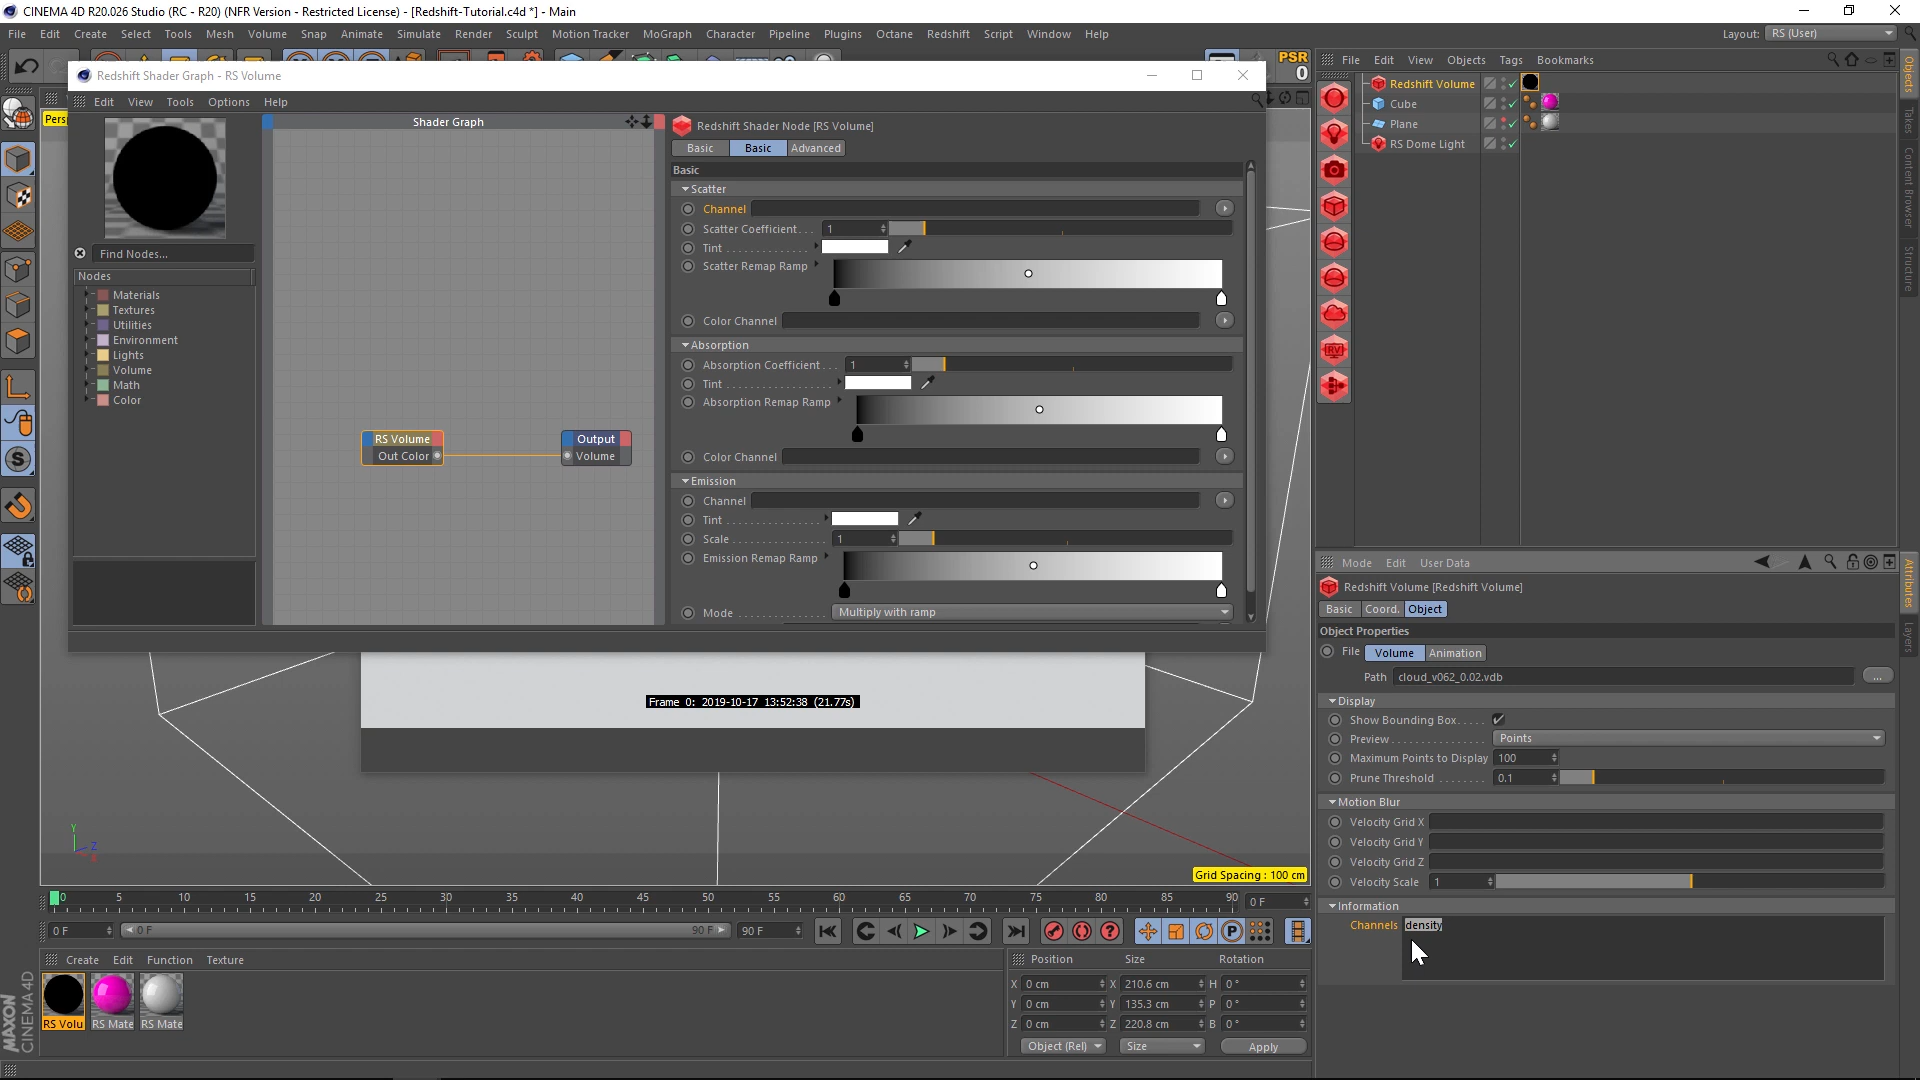 CINEMA 4D R20.026 Studio (RC - R20) (NFR Version - Restricted License) - [Redshift-Tutorial.c4d *] - Main
File Edit Create Select Tools Mesh Volume Snap Animate Simulate Render Sculpt Motion Tracker MoGraph Character Pipeline Plugins Octane Redshift Script Window Help
Layout: RS (User)
PSR
0
Redshift Shader Graph - RS Volume
Edit View Tools Options Help
Pers
Shader Graph
Find Nodes...
Nodes
Materials
Textures
Utilities
Environment
Lights
Volume
Math
Color
RS Volume
Out Color
Output
Volume
Redshift Shader Node [RS Volume]
Basic Basic Advanced
Basic
Scatter
Channel
Scatter Coefficient... 1
Tint
Scatter Remap Ramp
Color Channel
Absorption
Absorption Coefficient... 1
Tint
Absorption Remap Ramp
Color Channel
Emission
Channel
Tint
Scale 1
Emission Remap Ramp
Mode Multiply with ramp
Frame 0: 2019-10-17 13:52:38 (21.77s)
Y
Z
X
Grid Spacing : 100 cm
0 5 10 15 20 25 30 35 40 45 50 55 60 65 70 75 80 85 90 0 F
0 F 0 F 90 F 90 F
Create Edit Function Texture
RS Volu RS Mate RS Mate
MAXON
CINEMA 4D
Position Size Rotation
X 0 cm X 210.6 cm H 0 °
Y 0 cm Y 135.3 cm P 0 °
Z 0 cm Z 220.8 cm B 0 °
Object (Rel) Size Apply
File Edit View Objects Tags Bookmarks
Redshift Volume
Cube
Plane
RS Dome Light
RV
Objects
Takes
Content Browser
Structure
Mode Edit User Data
Redshift Volume [Redshift Volume]
Basic Coord. Object
Object Properties
File Volume Animation
Path cloud_v062_0.02.vdb ...
Display
Show Bounding Box.....
Preview Points
Maximum Points to Display 100
Prune Threshold 0.1
Motion Blur
Velocity Grid X
Velocity Grid Y
Velocity Grid Z
Velocity Scale 1
Information
Channels density
Attributes
Layers